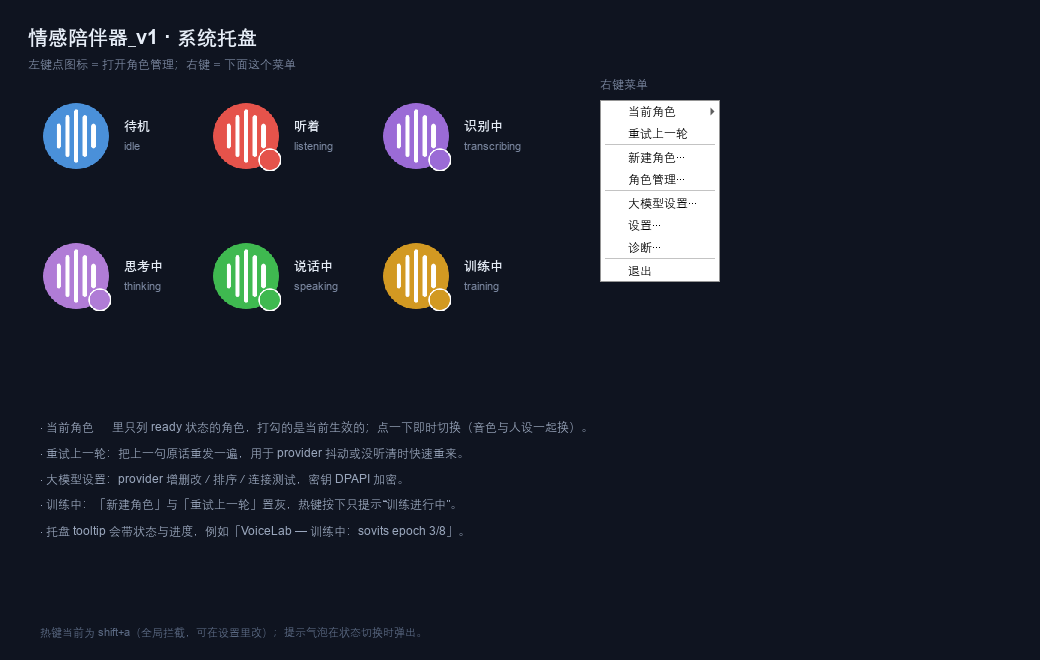 情感陪伴器_v1 · 系统托盘
左键点图标 = 打开角色管理；右键 = 下面这个菜单
待机
idle
听着
listening
识别中
transcribing
思考中
thinking
说话中
speaking
训练中
training
右键菜单
当前角色
重试上一轮
新建角色…
角色管理…
大模型设置…
设置…
诊断…
退出
· 当前角色 里只列 ready 状态的角色，打勾的是当前生效的；点一下即时切换（音色与人设一起换）。
· 重试上一轮：把上一句原话重发一遍，用于 provider 抖动或没听清时快速重来。
· 大模型设置：provider 增删改 / 排序 / 连接测试，密钥 DPAPI 加密。
· 训练中：「新建角色」与「重试上一轮」置灰，热键按下只提示“训练进行中”。
· 托盘 tooltip 会带状态与进度，例如「VoiceLab — 训练中：sovits epoch 3/8」。
热键当前为 shift+a（全局拦截，可在设置里改）；提示气泡在状态切换时弹出。